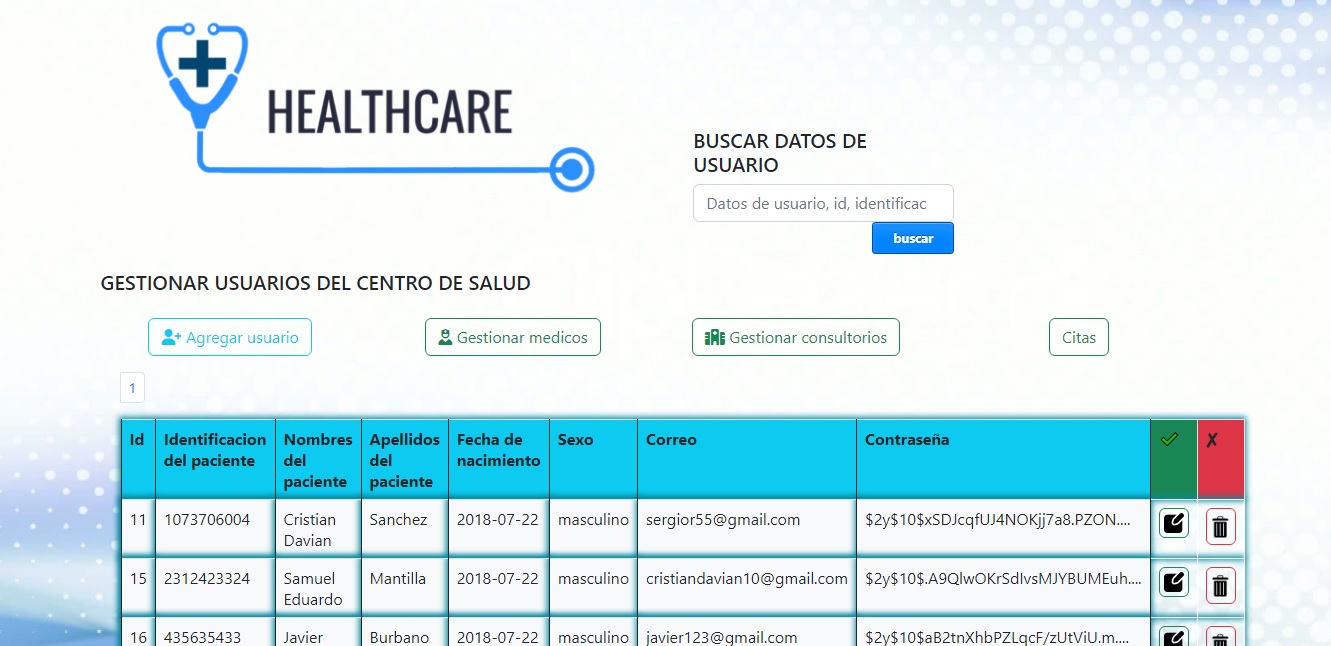 HEALTHCARE
BUSCAR DATOS DE
USUARIO
Datos de usuario, id, identificac
buscar
GESTIONAR USUARIOS DEL CENTRO DE SALUD
Agregar usuario
Gestionar medicos
Gestionar consultorios
Citas
1
Id Identificacion del paciente Nombres del paciente Apellidos del paciente Fecha de nacimiento Sexo Correo Contraseña
11 1073706004 Cristian Davian Sanchez 2018-07-22 masculino sergior55@gmail.com $2y$10$xSDJcqfUJ4NOKjj7a8.PZON....
15 2312423324 Samuel Eduardo Mantilla 2018-07-22 masculino cristiandavian10@gmail.com $2y$10$.A9QlwOKrSdIvsMJYBUMEuh....
16 435635433 Javier Burbano 2018-07-22 masculino javier123@gmail.com $2y$10$aB2tnXhbPZLqcF/zUtViU.m....